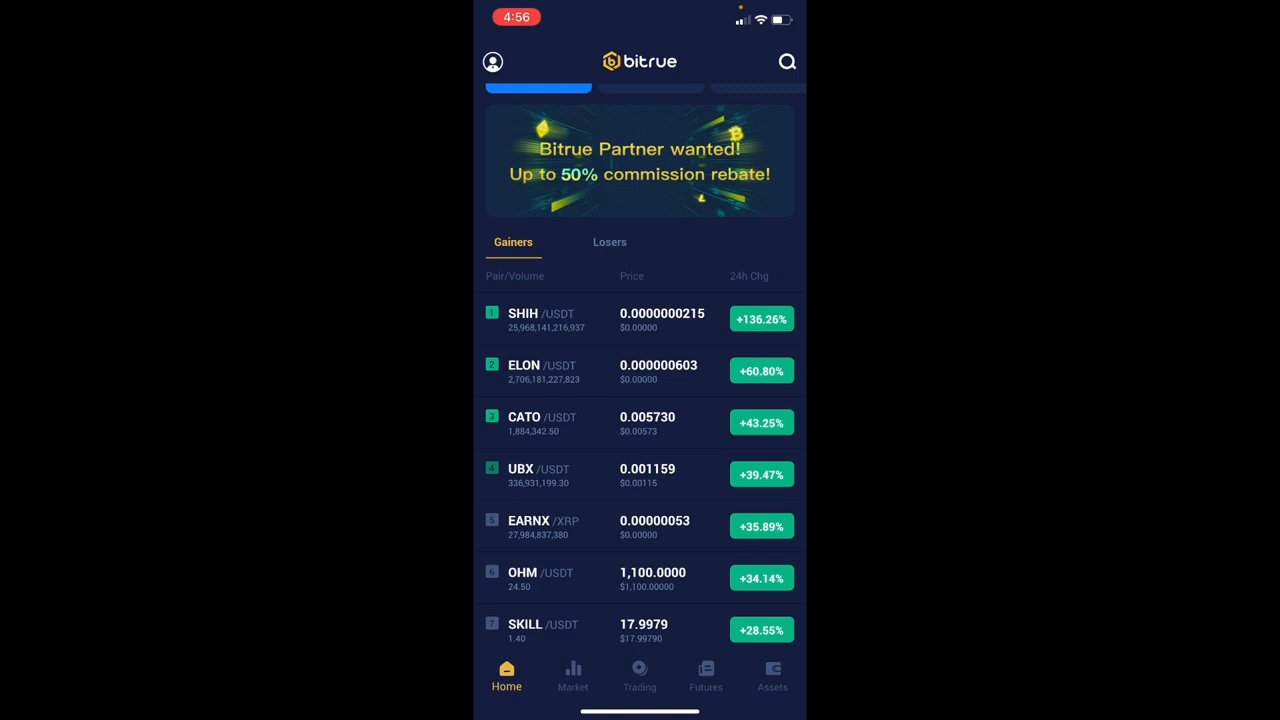 4:56
bitrue
Bitrue Partner wanted!
Up to 50% commission rebate!
Gainers Losers
Pair/Volume Price 24h Chg
1 SHIH /USDT 0.0000000215 +136.26%
25,968,141,216,937 $0.00000
2 ELON /USDT 0.000000603 +60.80%
2,706,181,227,823 $0.00000
3 CATO /USDT 0.005730 +43.25%
1,884,342.50 $0.00573
4 UBX /USDT 0.001159 +39.47%
336,931,199.30 $0.00115
5 EARNX /XRP 0.00000053 +35.89%
27,984,837,380 $0.00000
6 OHM /USDT 1,100.0000 +34.14%
24.50 $1,100.00000
7 SKILL /USDT 17.9979 +28.55%
1.40 $17.99790
Home Market Trading Futures Assets